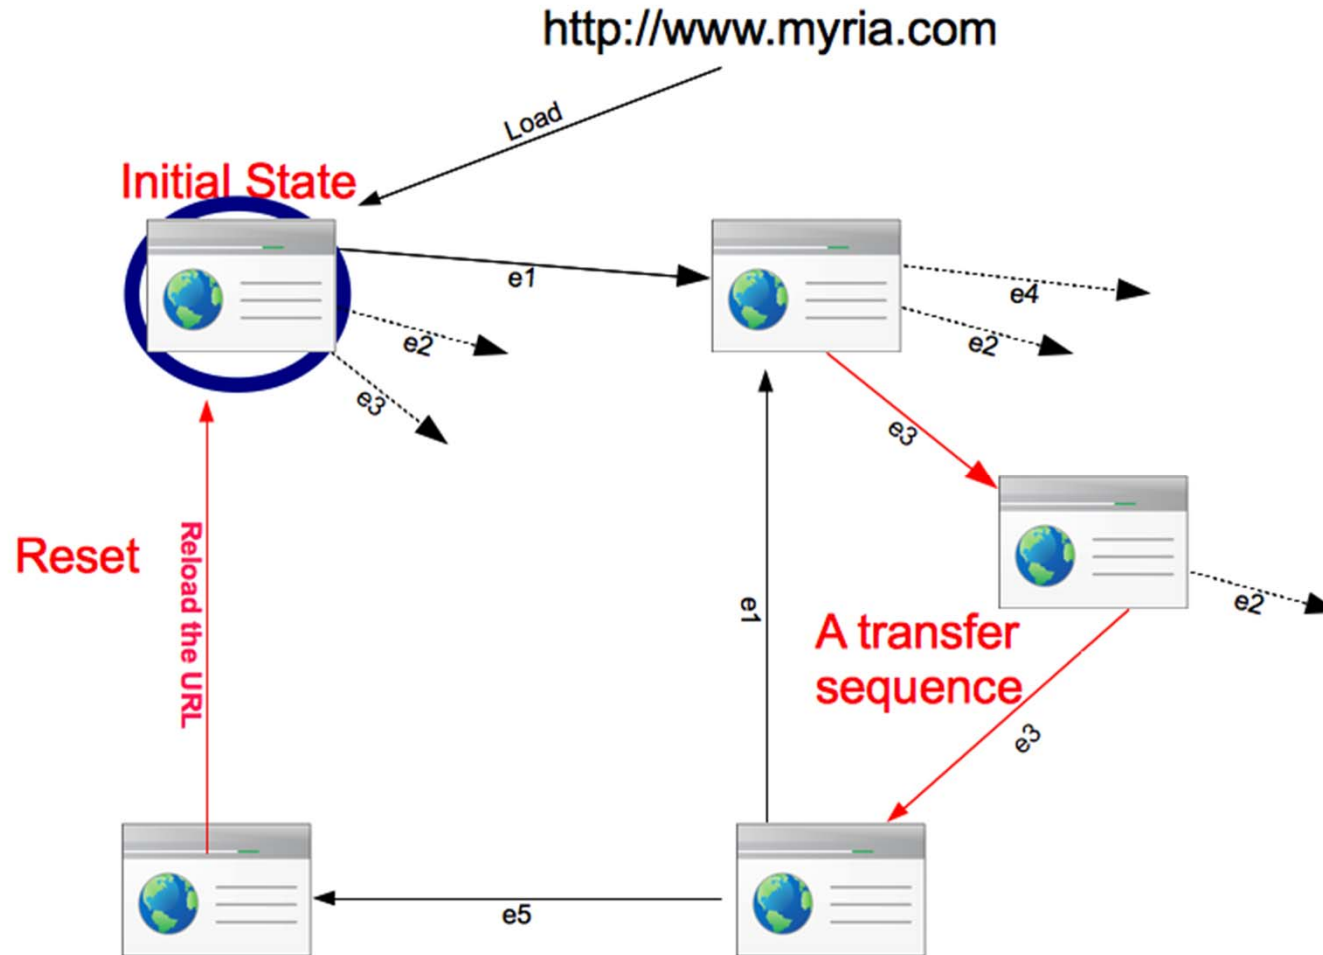 http://www.myria.com
Load
Initial State
e1
e4
e2
e2
e3
e3
Reset
Reload the URL
e1
e2
A transfer
sequence
e3
e5